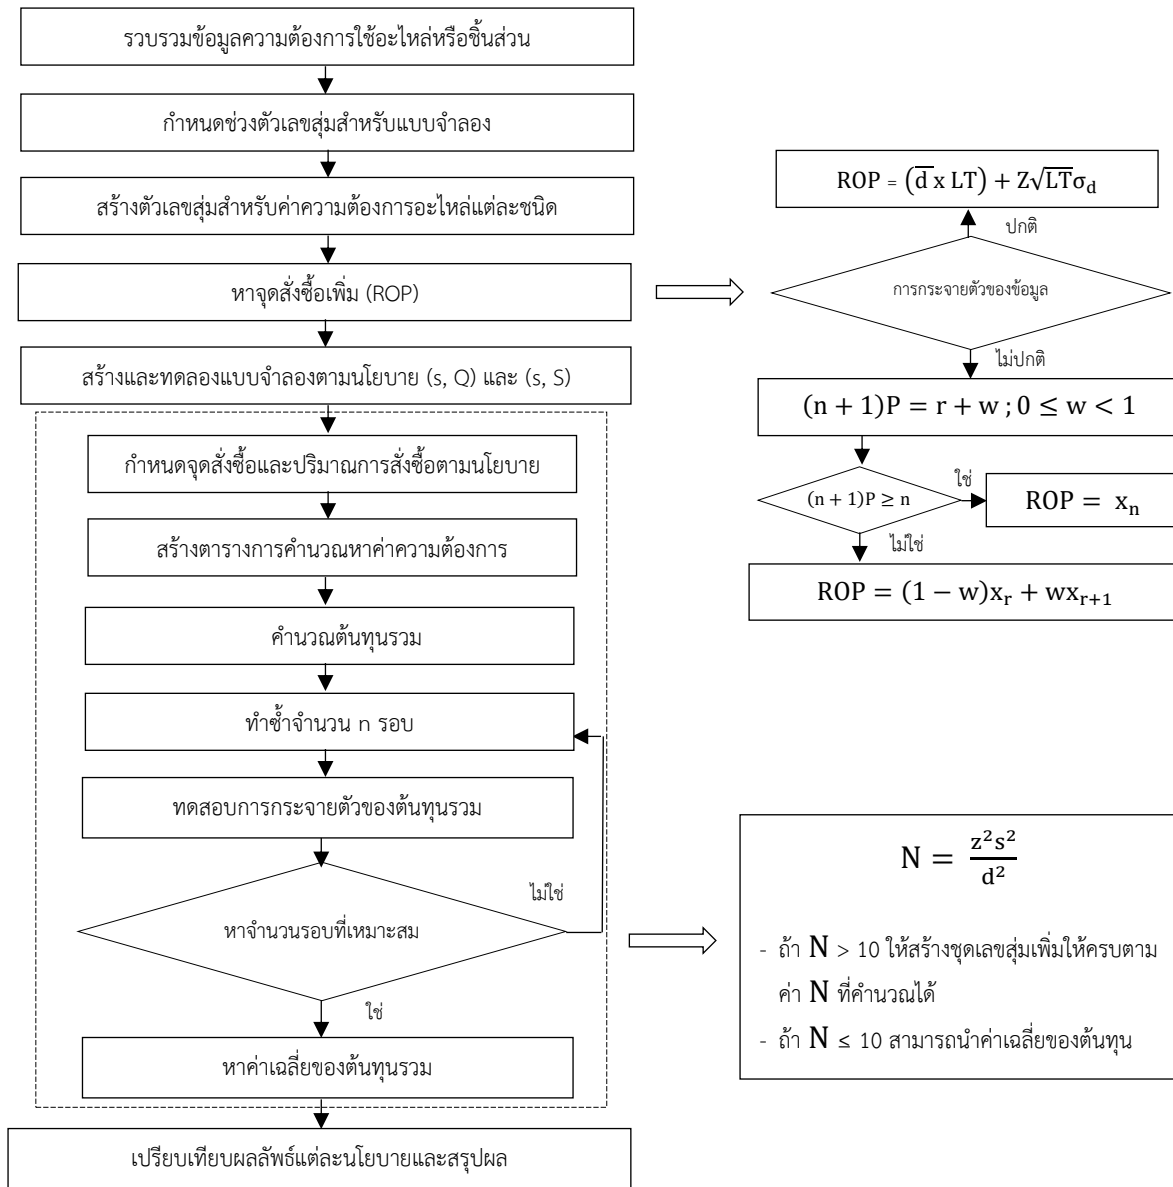 รวบรวมข้อมูลความต้องการใช้อะไหล่หรือชิ้นส่วน
กำหนดช่วงตัวเลขสุ่มสำหรับแบบจำลอง
สร้างตัวเลขสุ่มสำหรับค่าความต้องการอะไหล่แต่ละชนิด
หาจุดสั่งซื้อเพิ่ม (ROP)
สร้างและทดลองแบบจำลองตามนโยบาย (s, Q) และ (s, S)
กำหนดจุดสั่งซื้อและปริมาณการสั่งซื้อตามนโยบาย
สร้างตารางการคำนวณหาค่าความต้องการ
คำนวณต้นทุนรวม
ทำซ้ำจำนวน n รอบ
ทดสอบการกระจายตัวของต้นทุนรวม
ไม่ใช่
หาจำนวนรอบที่เหมาะสม
ใช่
หาค่าเฉลี่ยของต้นทุนรวม
เปรียบเทียบผลลัพธ์แต่ละนโยบายและสรุปผล
ROP = (d̅ x LT) + Z√LTσ_d
ปกติ
การกระจายตัวของข้อมูล
ไม่ปกติ
(n + 1)P = r + w ; 0 ≤ w < 1
(n + 1)P ≥ n
ใช่
ROP = x_n
ไม่ใช่
ROP = (1 − w)x_r + wx_{r+1}
N = z²s²/d²
- ถ้า N > 10 ให้สร้างชุดเลขสุ่มเพิ่มให้ครบตาม
ค่า N ที่คำนวณได้
- ถ้า N ≤ 10 สามารถนำค่าเฉลี่ยของต้นทุน